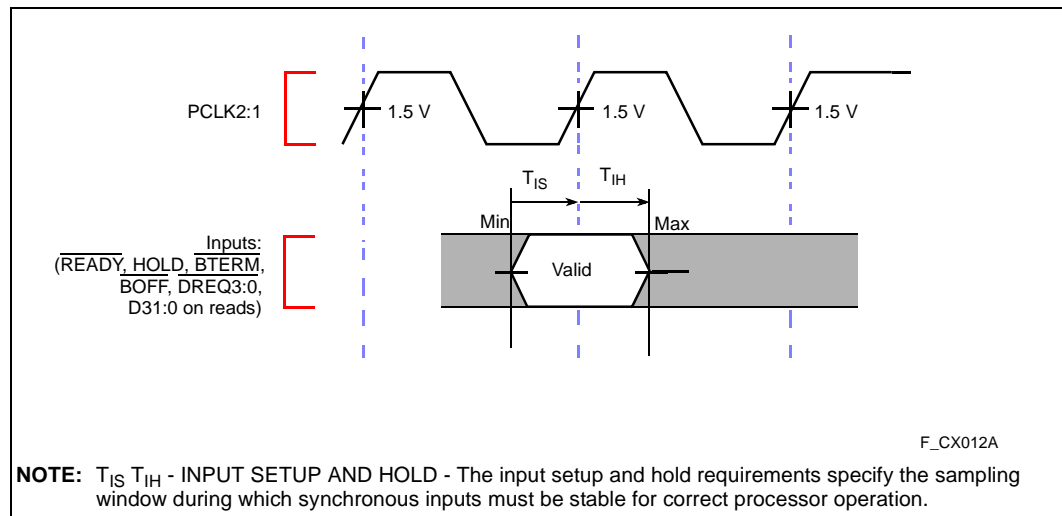 PCLK2:1
1.5 V
1.5 V
1.5 V
TIS
TIH
Min
Max
Inputs:
(READY, HOLD, BTERM,
BOFF, DREQ3:0,
D31:0 on reads)
Valid
F_CX012A
NOTE: TIS TIH - INPUT SETUP AND HOLD - The input setup and hold requirements specify the sampling
window during which synchronous inputs must be stable for correct processor operation.